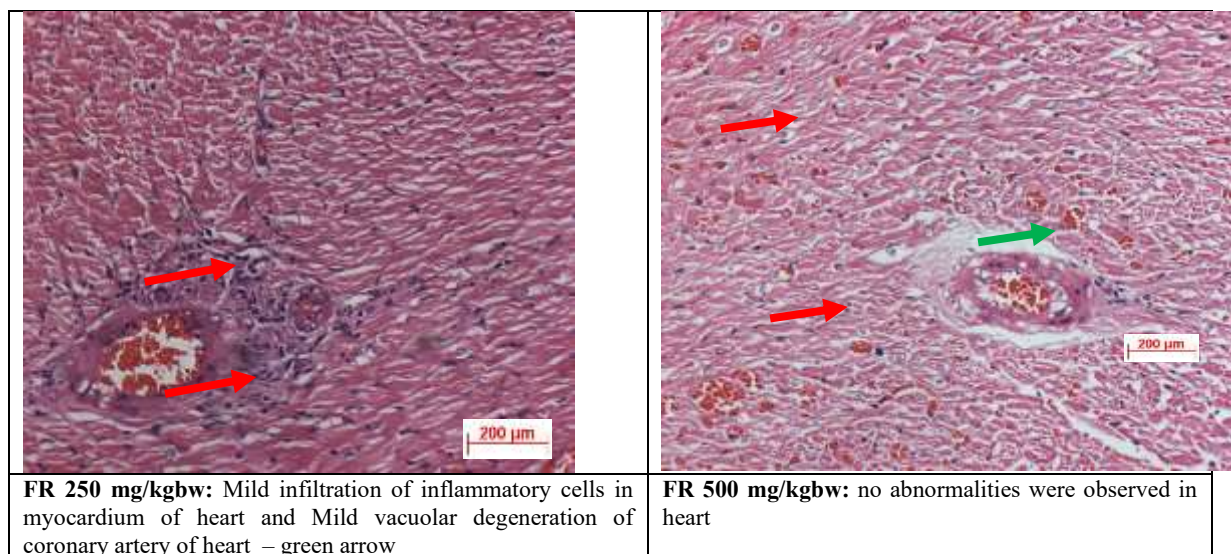 200 µm
200 µm
FR 250 mg/kgbw: Mild infiltration of inflammatory cells in
myocardium of heart and Mild vacuolar degeneration of
coronary artery of heart – green arrow
FR 500 mg/kgbw: no abnormalities were observed in
heart